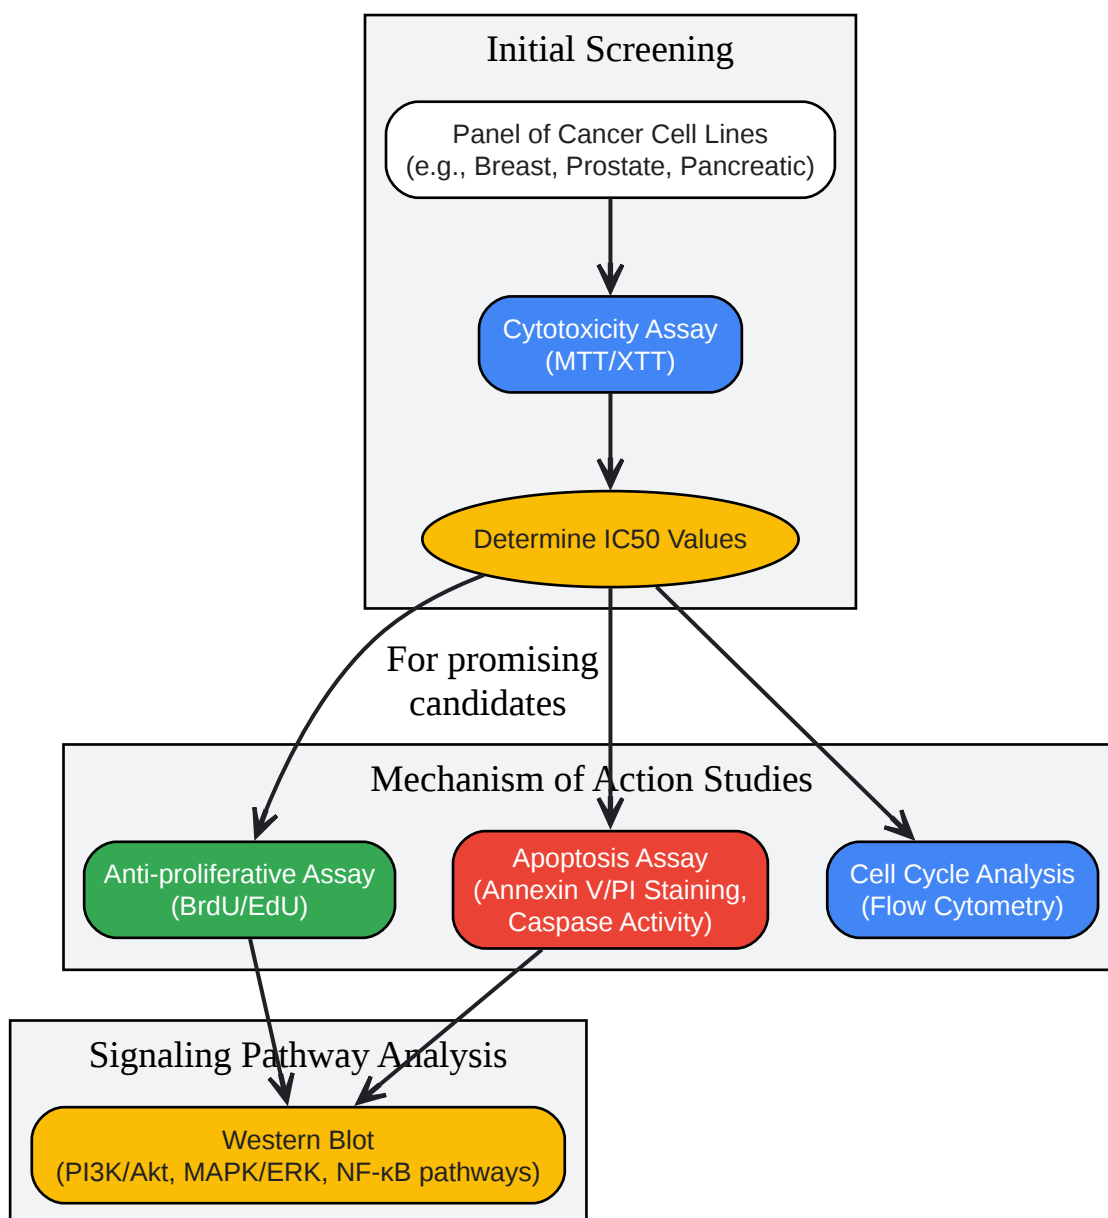 Initial Screening
Panel of Cancer Cell Lines
(e.g., Breast, Prostate, Pancreatic)
Cytotoxicity Assay
(MTT/XTT)
Determine IC50 Values
For promising
candidates
Mechanism of Action Studies
Anti-proliferative Assay
(BrdU/EdU)
Apoptosis Assay
(Annexin V/PI Staining,
Caspase Activity)
Cell Cycle Analysis
(Flow Cytometry)
Signaling Pathway Analysis
Western Blot
(PI3K/Akt, MAPK/ERK, NF-κB pathways)